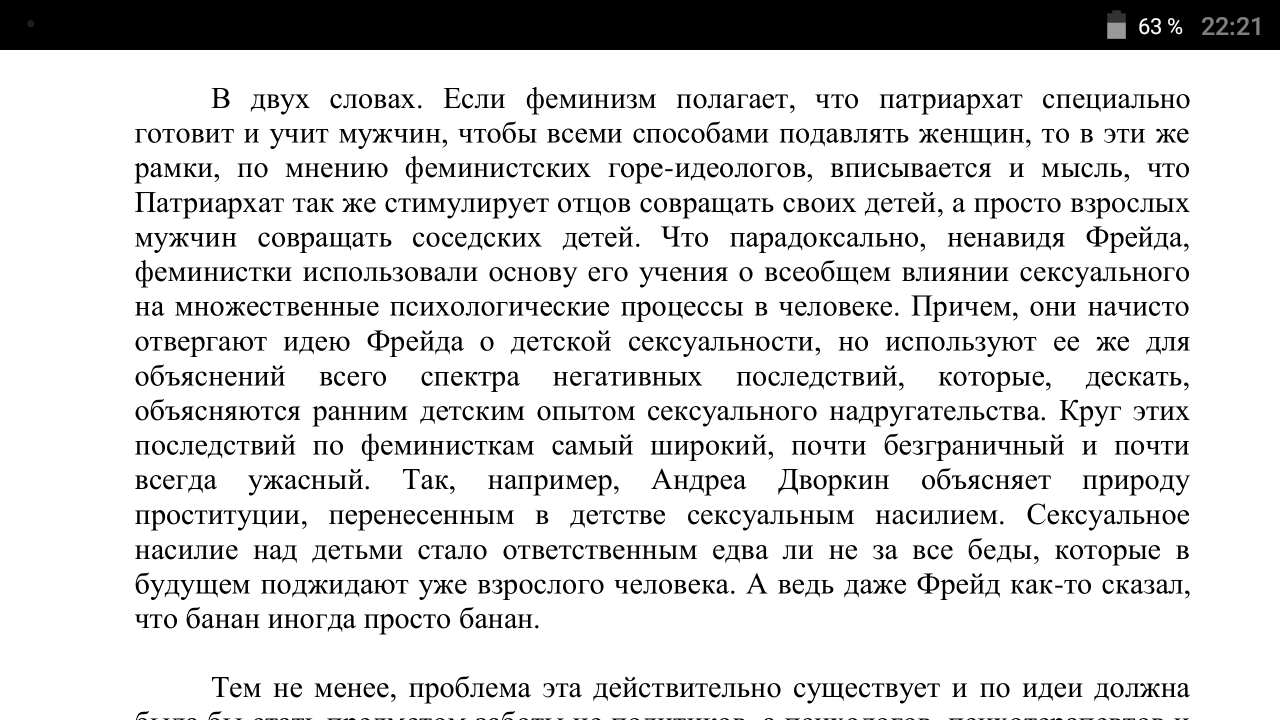 63 % 22:21
В двух словах. Если феминизм полагает, что патриархат специально
готовит и учит мужчин, чтобы всеми способами подавлять женщин, то в эти же
рамки, по мнению феминистских горе-идеологов, вписывается и мысль, что
Патриархат так же стимулирует отцов совращать своих детей, а просто взрослых
мужчин совращать соседских детей. Что парадоксально, ненавидя Фрейда,
феминистки использовали основу его учения о всеобщем влиянии сексуального
на множественные психологические процессы в человеке. Причем, они начисто
отвергают идею Фрейда о детской сексуальности, но используют ее же для
объяснений всего спектра негативных последствий, которые, дескать,
объясняются ранним детским опытом сексуального надругательства. Круг этих
последствий по феминисткам самый широкий, почти безграничный и почти
всегда ужасный. Так, например, Андреа Дворкин объясняет природу
проституции, перенесенным в детстве сексуальным насилием. Сексуальное
насилие над детьми стало ответственным едва ли не за все беды, которые в
будущем поджидают уже взрослого человека. А ведь даже Фрейд как-то сказал,
что банан иногда просто банан.
Тем не менее, проблема эта действительно существует и по идеи должна